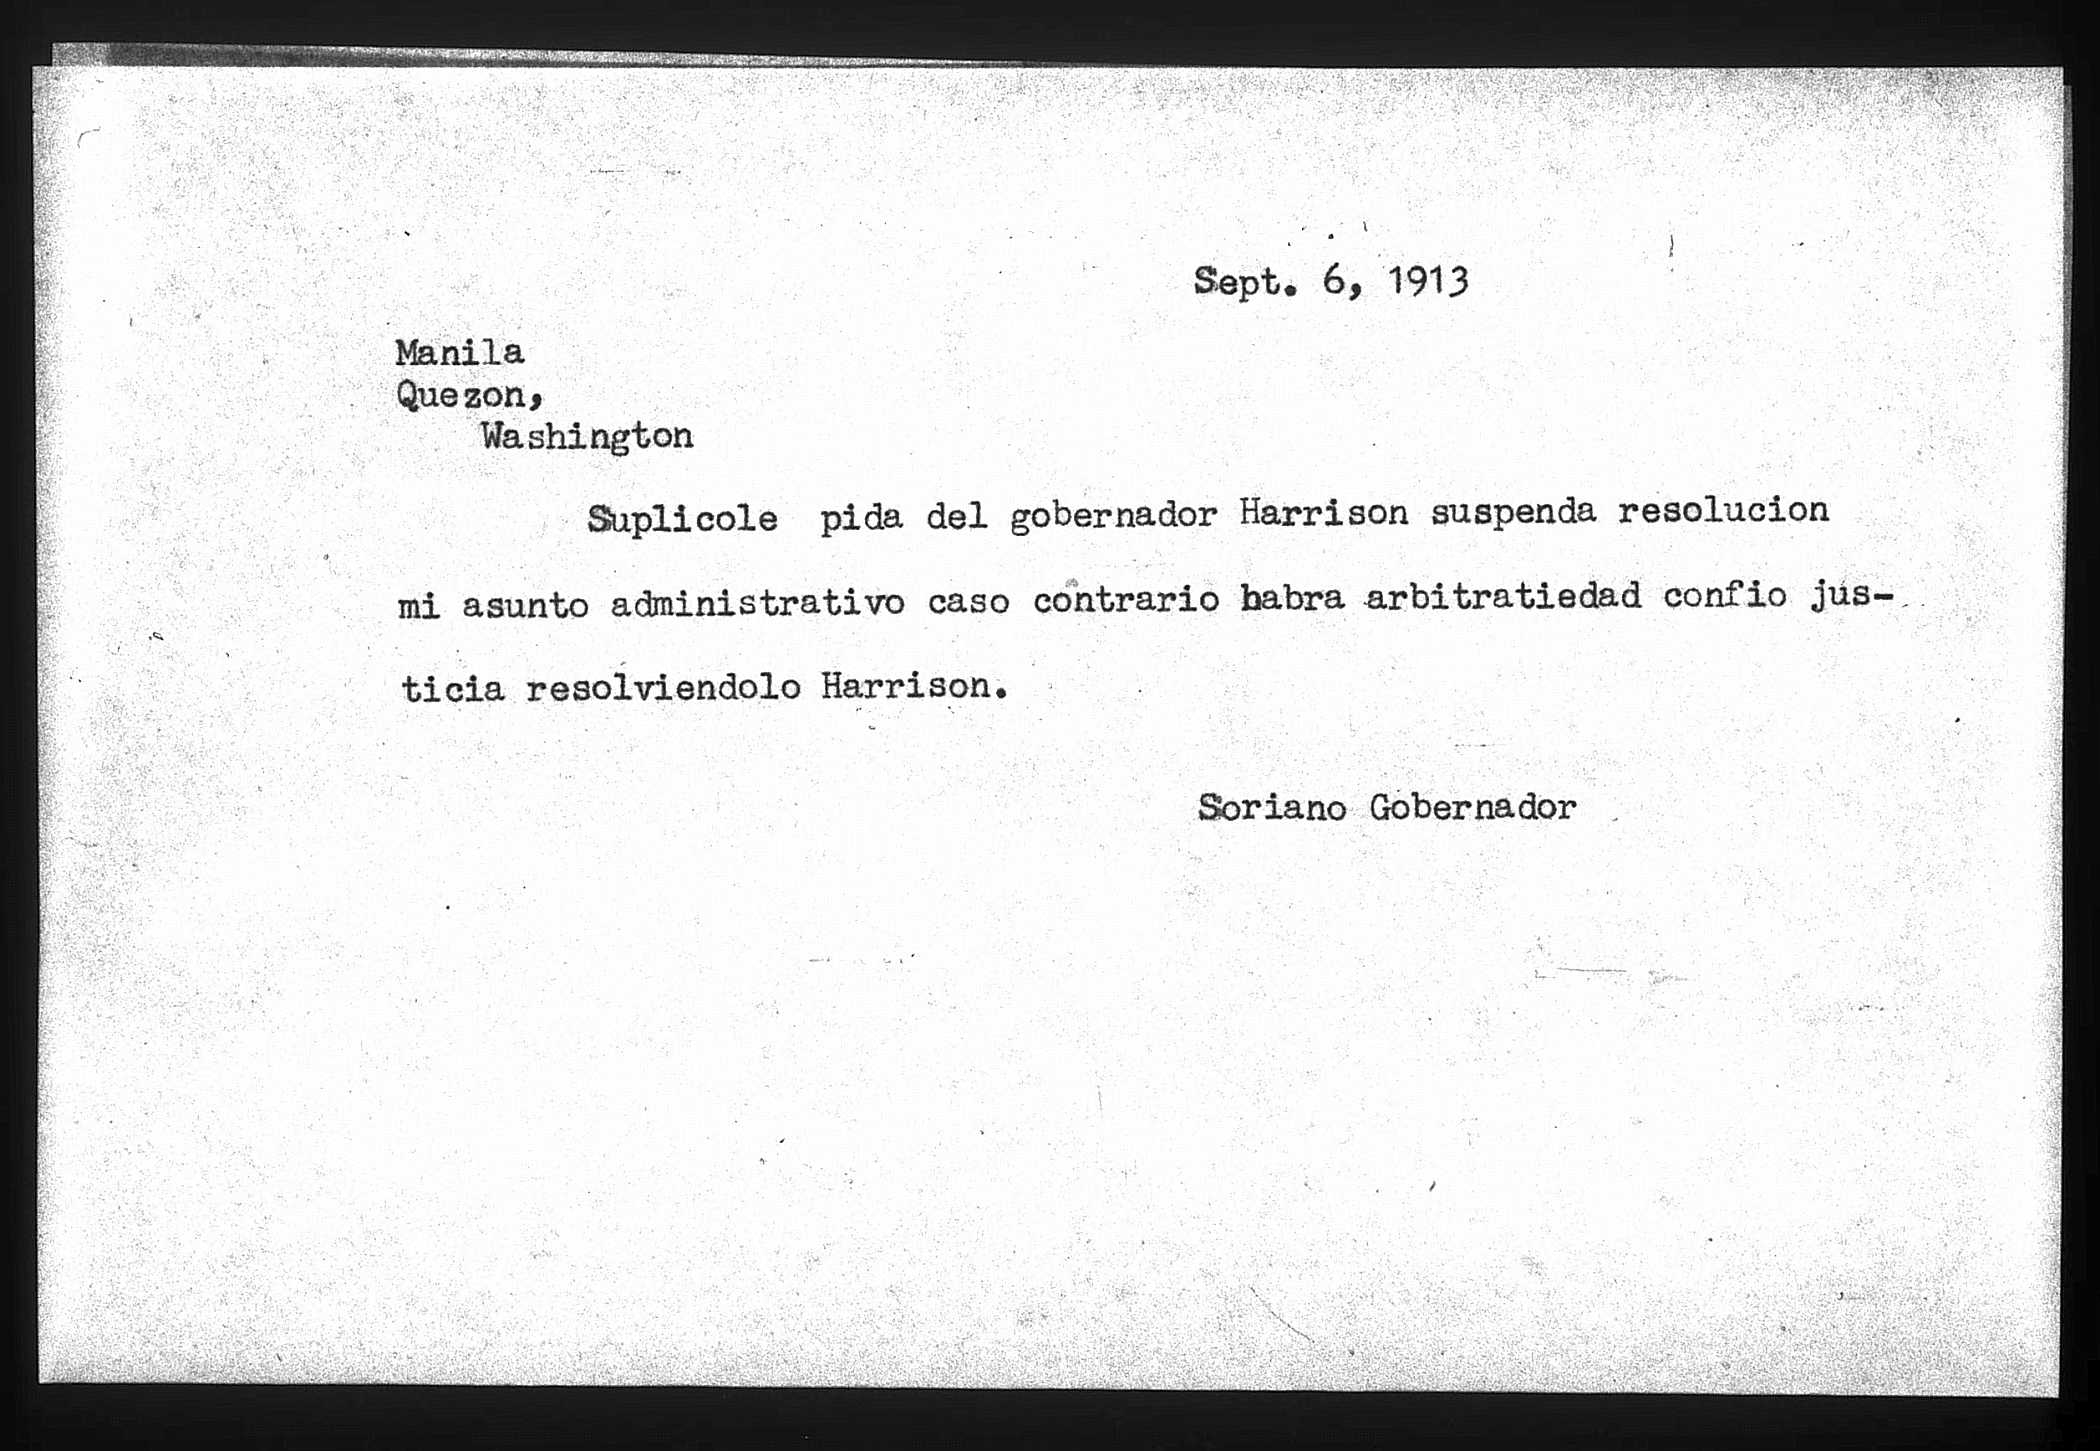 Sept. 6, 1913
Manila
Quezon,
Washington
Suplicole pida del gobernador Harrison suspenda resolucion
mi asunto administrativo caso contrario habra arbitratiedad confio jus-
ticia resolviendolo Harrison.
Soriano Gobernador